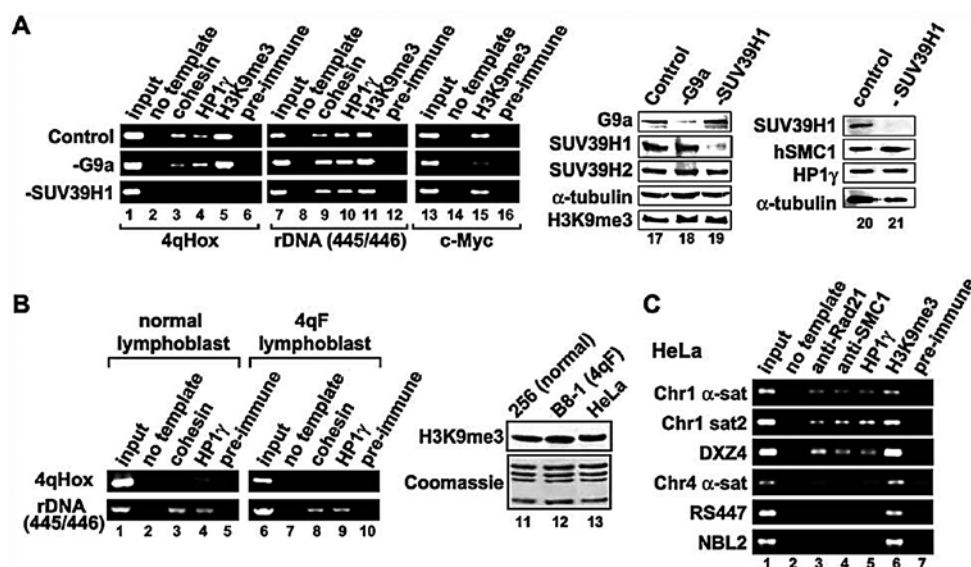 A
input
no template
cohesin
HP1γ
H3K9me3
pre-immune
input
no template
cohesin
HP1γ
H3K9me3
pre-immune
input
no template
H3K9me3
pre-immune
Control
-G9a
-SUV39H1
1 2 3 4 5 6 7 8 9 10 11 12 13 14 15 16
4qHox rDNA (445/446) c-Myc
Control
-G9a
-SUV39H1
G9a
SUV39H1
SUV39H2
α-tubulin
H3K9me3
17 18 19
control
- SUV39H1
SUV39H1
hSMC1
HP1γ
α-tubulin
20 21
B
normal lymphoblast
4qF lymphoblast
input
no template
cohesin
HP1γ
pre-immune
input
no template
cohesin
HP1γ
pre-immune
4qHox
rDNA
(445/446)
1 2 3 4 5 6 7 8 9 10
256 (normal)
B8-1 (4qF)
HeLa
H3K9me3
Coomassie
11 12 13
C
HeLa
input
no template
anti-Rad21
anti-SMC1
HP1γ
H3K9me3
pre-immune
Chr1 α-sat
Chr1 sat2
DXZ4
Chr4 α-sat
RS447
NBL2
1 2 3 4 5 6 7